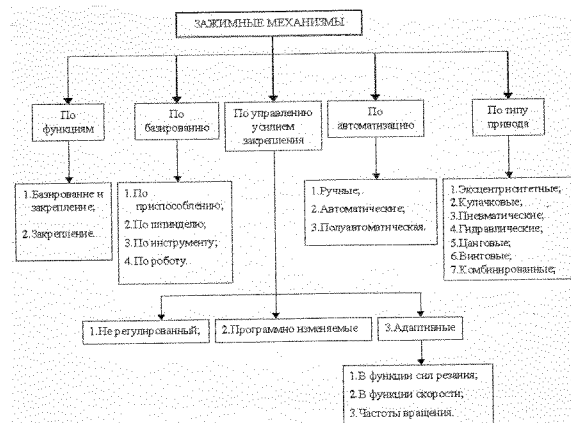 ЗАЖИМНЫЕ МЕХАНИЗМЫ
По
функциям
По
базированию
По управлению
усилием
закрепления
По
автоматизацию
По типу
привода
1.Базирование и
закрепление;
2.Закрепление.
1.По
приспособлению;
2.По шпинделю;
3.По инструменту;
4.По роботу.
1.Ручные;
2.Автоматические;
3.Полуавтоматическая.
1.Эксцентриситетные;
2.Кулачковые;
3.Пневматические;
4.Гидравлические;
5.Цанговые;
6.Винтовые;
7.Комбинированные;
1.Не регулированный;
2.Программно изменяемые
3.Адаптивные
1.В функции сил резания;
2.В функции скорости;
3.Частоты вращения.